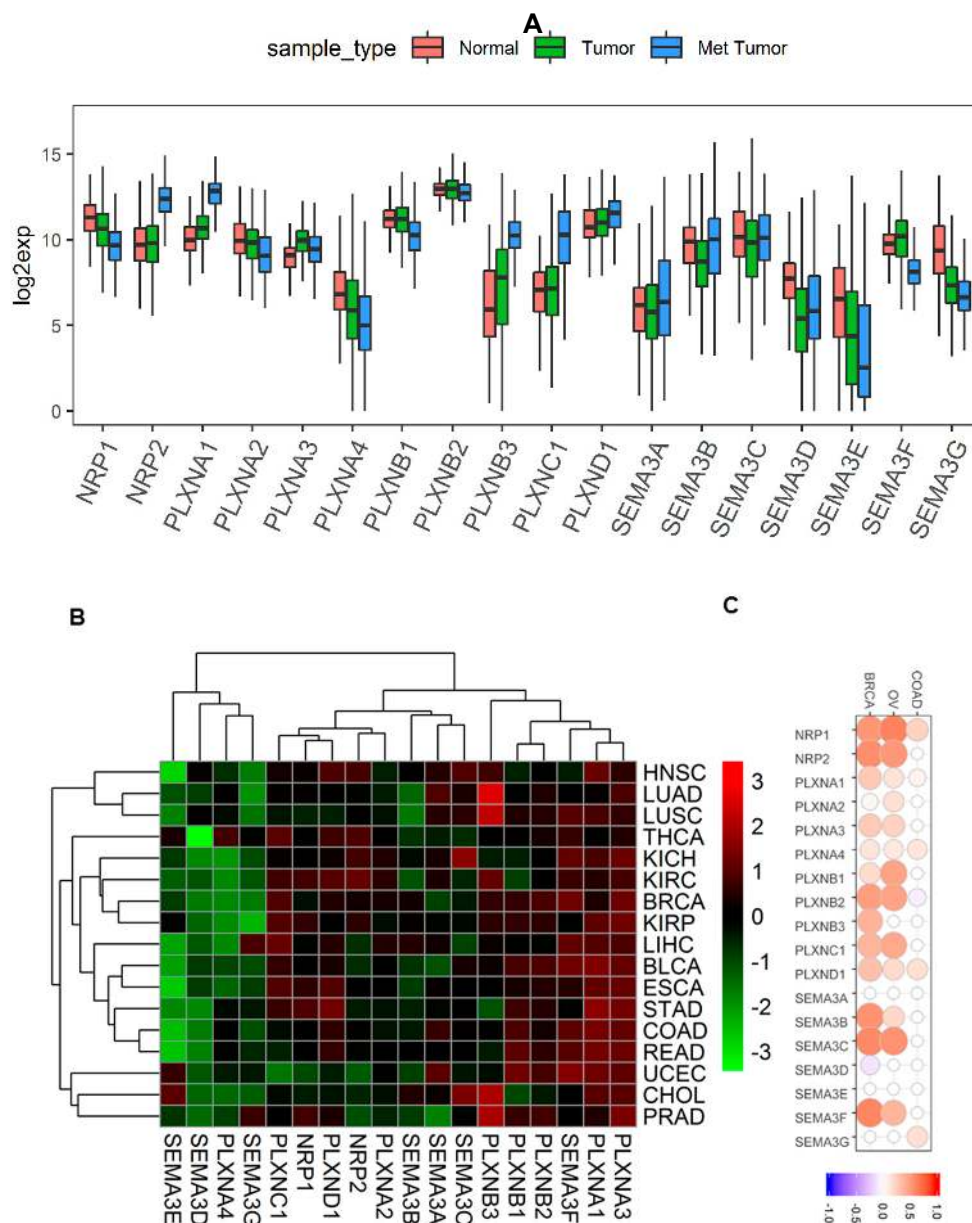 A
sample_type Normal Tumor Met Tumor
log2exp
15
10
5
0
NRP1
NRP2
PLXNA1
PLXNA2
PLXNA3
PLXNA4
PLXNB1
PLXNB2
PLXNB3
PLXNC1
PLXND1
SEMA3A
SEMA3B
SEMA3C
SEMA3D
SEMA3E
SEMA3F
SEMA3G
B
HNSC
LUAD
LUSC
THCA
KICH
KIRC
BRCA
KIRP
LIHC
BLCA
ESCA
STAD
COAD
READ
UCEC
CHOL
PRAD
SEMA3E
SEMA3D
PLXNA4
SEMA3G
PLXNC1
NRP1
PLXND1
NRP2
PLXNA2
SEMA3B
SEMA3A
SEMA3C
PLXNB3
PLXNB1
PLXNB2
SEMA3F
PLXNA1
PLXNA3
3
2
1
0
-1
-2
-3
C
BRCA
OV
COAD
NRP1
NRP2
PLXNA1
PLXNA2
PLXNA3
PLXNA4
PLXNB1
PLXNB2
PLXNB3
PLXNC1
PLXND1
SEMA3A
SEMA3B
SEMA3C
SEMA3D
SEMA3E
SEMA3F
SEMA3G
-1.0
-0.5
0.0
0.5
1.0